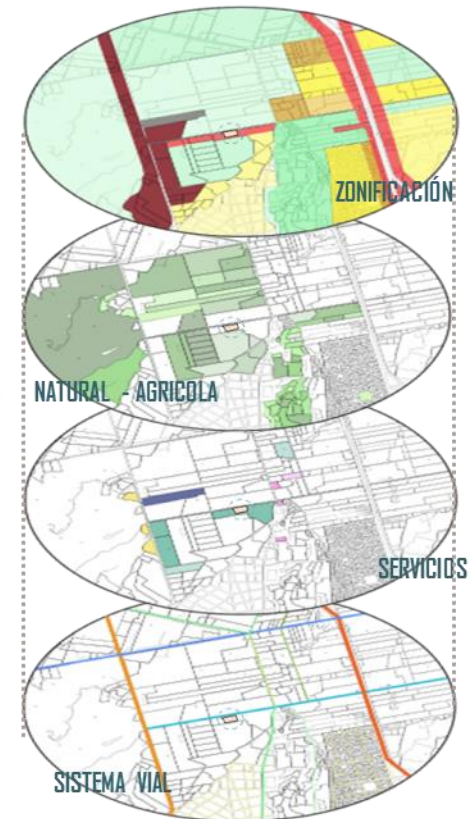 ZONIFICACIÓN
NATURAL - AGRICOLA
SERVICIOS
SISTEMA VIAL